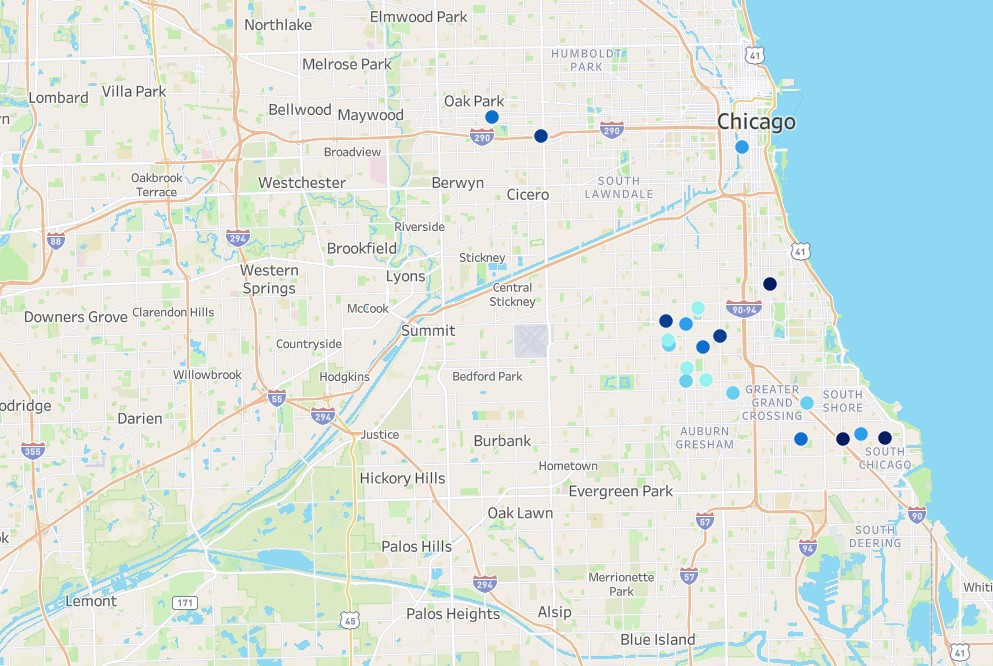 Northlake
Elmwood Park
41
HUMBOLDT
PARK
Melrose Park
Lombard
Villa Park
Oak Park
Bellwood
Maywood
Chicago
290
290
Broadview
Oakbrook
Terrace
Westchester
Berwyn
Cicero
SOUTH
LAWNDALE
Riverside
88
294
Brookfield
41
Stickney
Western
Springs
Lyons
Central
Stickney
McCook
90-94
Downers Grove
Clarendon Hills
Summit
Countryside
Willowbrook
Hodgkins
Bedford Park
55
GREATER
GRAND
CROSSING
SOUTH
SHORE
odridge
Darien
294
Justice
Burbank
AUBURN
GRESHAM
355
SOUTH
CHICAGO
Hometown
Hickory Hills
Evergreen Park
Oak Lawn
57
90
SOUTH
DEERING
k
Palos Hills
94
294
Merrionette
Park
57
Whiti
Lemont
171
45
Palos Heights
Alsip
Blue Island
41